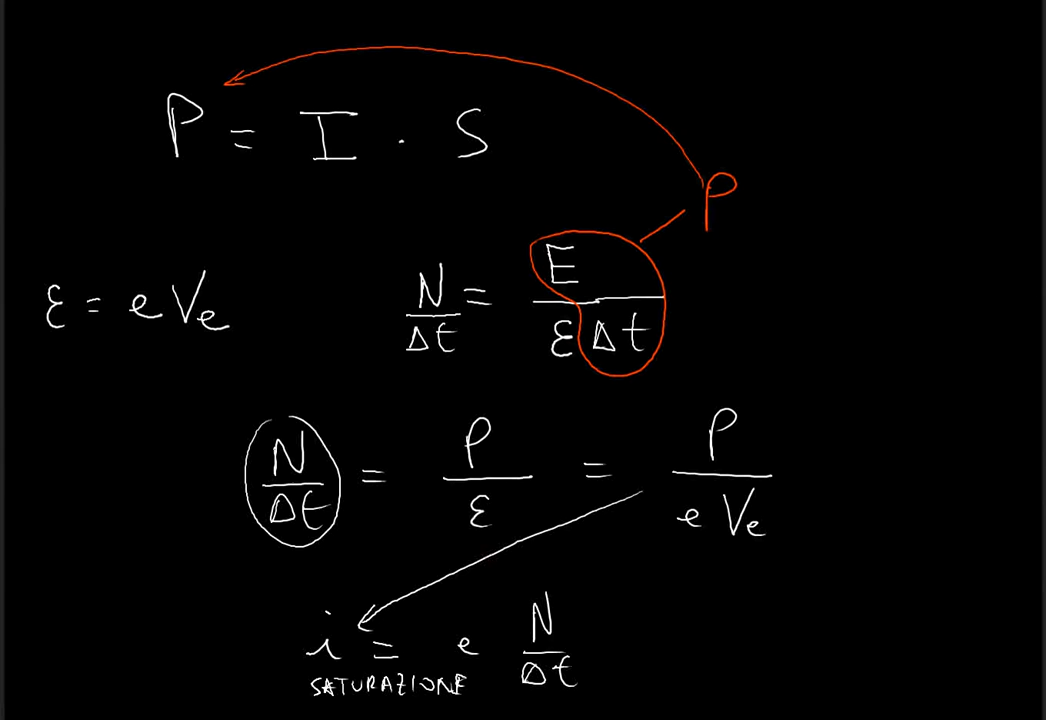 P = I · S
P
ε = eVe N/Δt = E/εΔt
N/Δt = P/ε = P/eVe
i = e N/Δt
SATURAZIONE